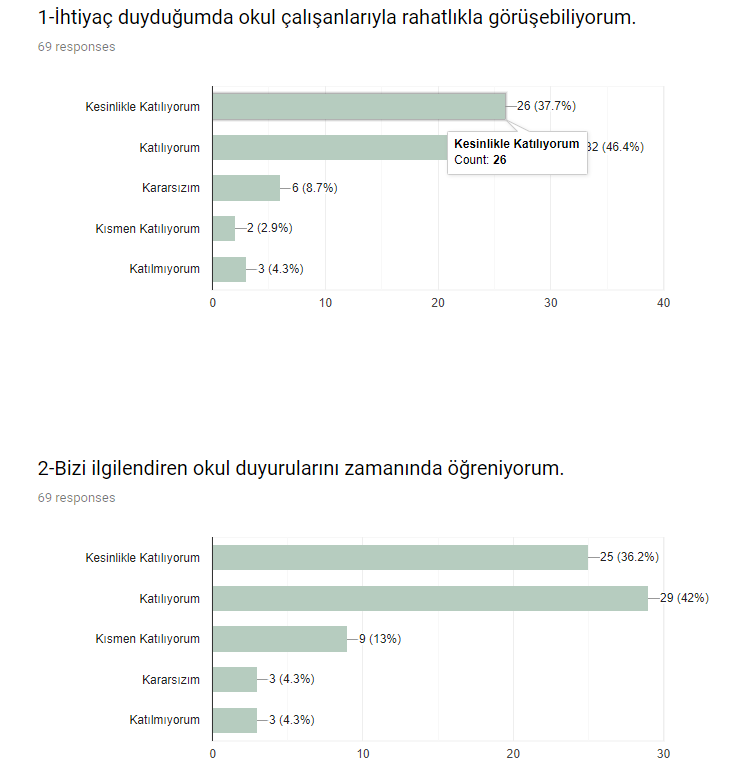 1-İhtiyaç duyduğumda okul çalışanlarıyla rahatlıkla görüşebiliyorum.
69 responses
Kesinlikle Katılıyorum
26 (37.7%)
Kesinlikle Katılıyorum
Count: 26
Katılıyorum
32 (46.4%)
Kararsızım
6 (8.7%)
Kısmen Katılıyorum
2 (2.9%)
Katılmıyorum
3 (4.3%)
0 10 20 30 40
2-Bizi ilgilendiren okul duyurularını zamanında öğreniyorum.
69 responses
Kesinlikle Katılıyorum
25 (36.2%)
Katılıyorum
29 (42%)
Kısmen Katılıyorum
9 (13%)
Kararsızım
3 (4.3%)
Katılmıyorum
3 (4.3%)
0 10 20 30